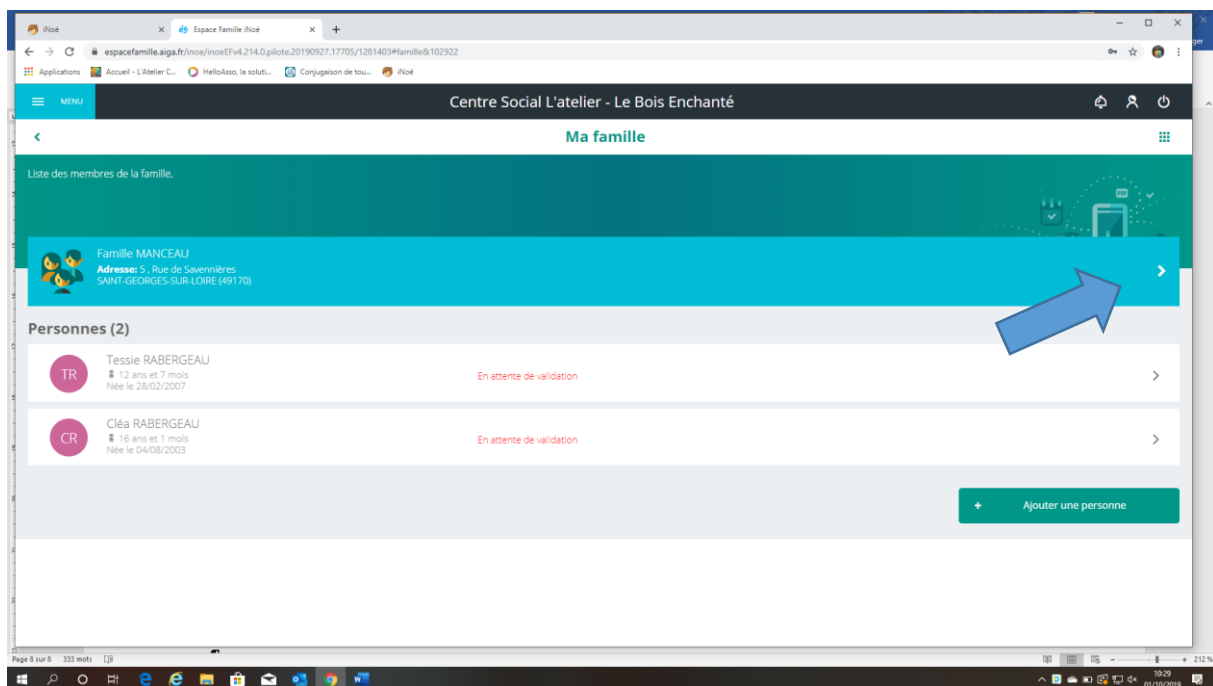 iNoé
Espace Famille iNoé
espacefamille.aiga.fr/inoe/inoeEFv4.214.0.pilote.20190927.17705/1281403#famille&102922
Applications
Accueil - L'Atelier C...
HelloAsso, la soluti...
Conjugaison de tou...
iNoé
MENU
Centre Social L'atelier - Le Bois Enchanté
Ma famille
Liste des membres de la famille.
PDF
Famille MANCEAU
Adresse: 5 , Rue de Savennières
SAINT-GEORGES-SUR-LOIRE (49170)
Personnes (2)
TR
Tessie RABERGEAU
12 ans et 7 mois
Née le 28/02/2007
En attente de validation
CR
Cléa RABERGEAU
16 ans et 1 mois
Née le 04/08/2003
En attente de validation
+ Ajouter une personne
Page 8 sur 8 333 mots
212 %
10:29
01/10/2019